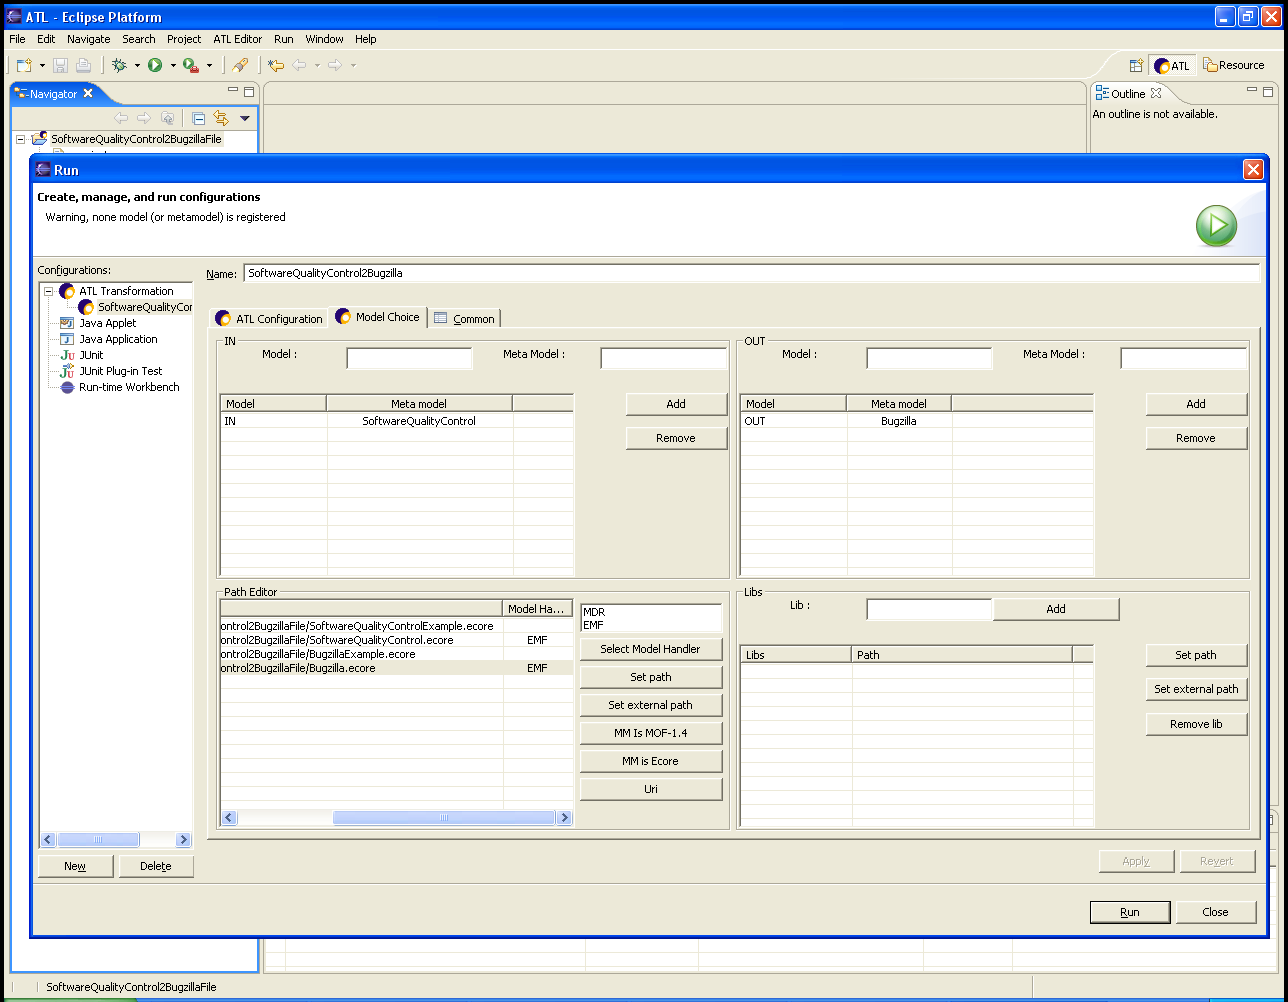 ATL - Eclipse Platform
File Edit Navigate Search Project ATL Editor Run Window Help
ATL Resource
Navigator
Outline
An outline is not available.
SoftwareQualityControl2BugzillaFile
Run
Create, manage, and run configurations
Warning, none model (or metamodel) is registered
Configurations:
Name: SoftwareQualityControl2Bugzilla
ATL Transformation
SoftwareQualityCor
Java Applet
Java Application
JUnit
JUnit Plug-in Test
Run-time Workbench
New Delete
ATL Configuration Model Choice Common
IN
Model : Meta Model :
Model Meta model
IN SoftwareQualityControl
Add
Remove
OUT
Model : Meta Model :
Model Meta model
OUT Bugzilla
Add
Remove
Path Editor
Model Ha...
ontrol2BugzillaFile/SoftwareQualityControlExample.ecore
ontrol2BugzillaFile/SoftwareQualityControl.ecore EMF
ontrol2BugzillaFile/BugzillaExample.ecore
ontrol2BugzillaFile/Bugzilla.ecore EMF
MDR
EMF
Select Model Handler
Set path
Set external path
MM Is MOF-1.4
MM is Ecore
Uri
Libs
Lib : Add
Libs Path
Set path
Set external path
Remove lib
Apply Revert
Run Close
SoftwareQualityControl2BugzillaFile